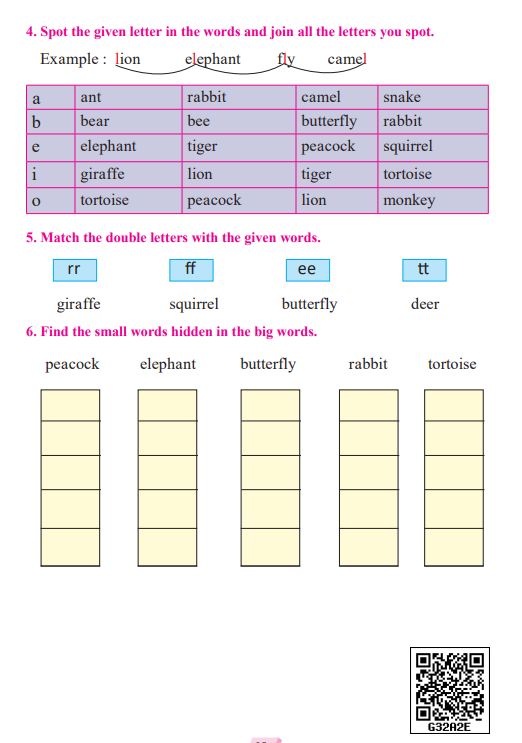 4. Spot the given letter in the words and join all the letters you spot.
Example : lion elephant fly camel
a ant rabbit camel snake
b bear bee butterfly rabbit
e elephant tiger peacock squirrel
i giraffe lion tiger tortoise
o tortoise peacock lion monkey
5. Match the double letters with the given words.
rr ff ee tt
giraffe squirrel butterfly deer
6. Find the small words hidden in the big words.
peacock elephant butterfly rabbit tortoise
G32A2E